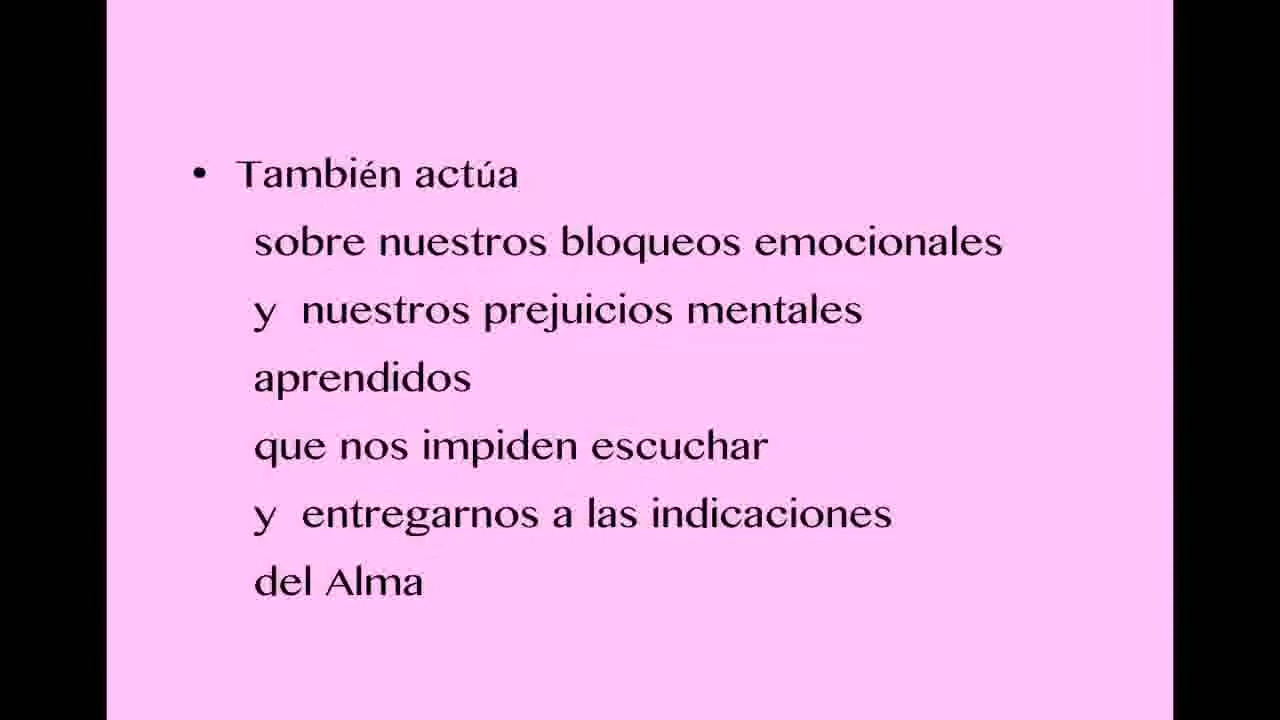 • También actúa
sobre nuestros bloqueos emocionales
y nuestros prejuicios mentales
aprendidos
que nos impiden escuchar
y entregarnos a las indicaciones
del Alma